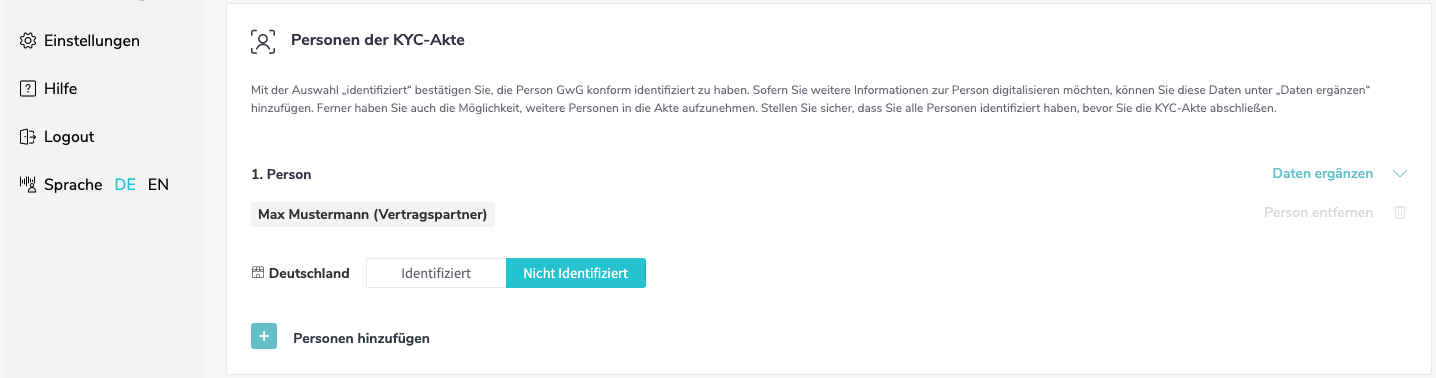 Einstellungen
Hilfe
Logout
Sprache DE EN
Personen der KYC-Akte
Mit der Auswahl „identifiziert“ bestätigen Sie, die Person GwG konform identifiziert zu haben. Sofern Sie weitere Informationen zur Person digitalisieren möchten, können Sie diese Daten unter „Daten ergänzen“
hinzufügen. Ferner haben Sie auch die Möglichkeit, weitere Personen in die Akte aufzunehmen. Stellen Sie sicher, dass Sie alle Personen identifiziert haben, bevor Sie die KYC-Akte abschließen.
1. Person
Daten ergänzen
Max Mustermann (Vertragspartner)
Person entfernen
Deutschland
Identifiziert
Nicht Identifiziert
Personen hinzufügen